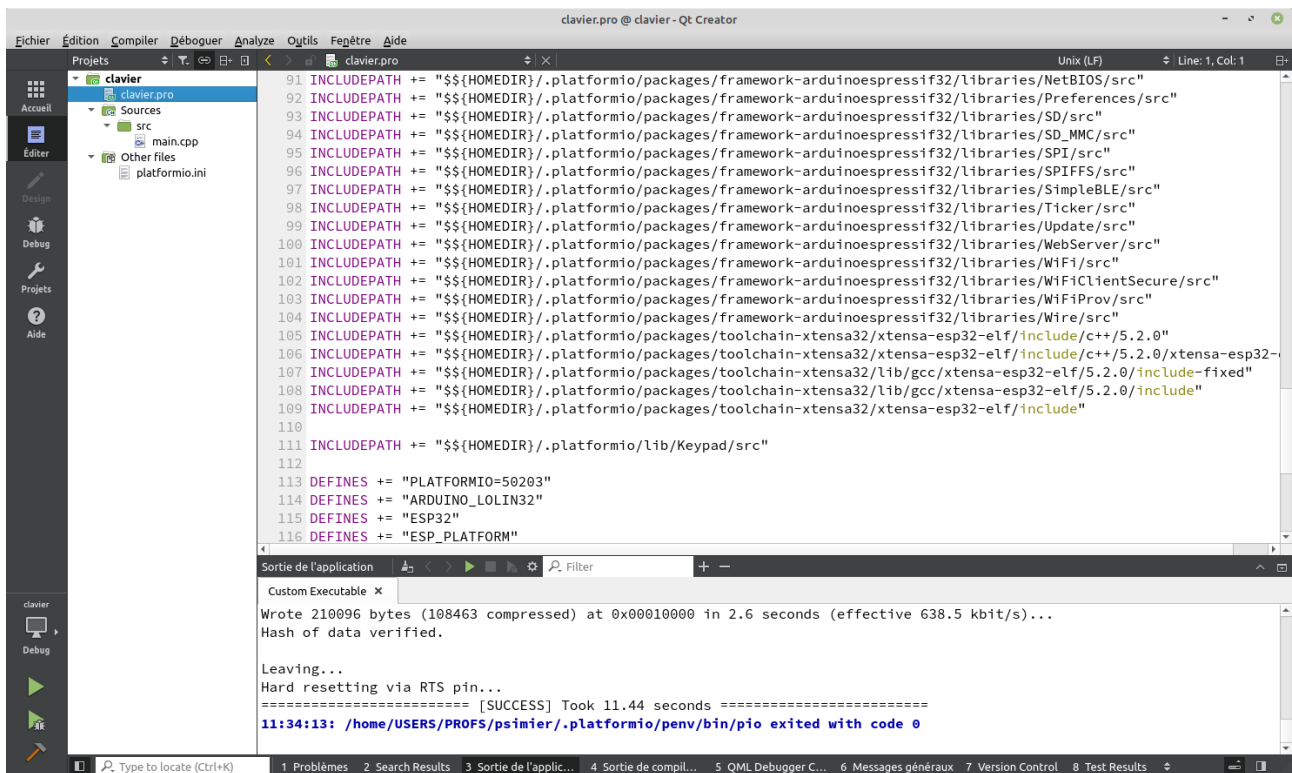 clavier.pro @ clavier - Qt Creator
Fichier Édition Compiler Déboguer Analyze Outils Fenêtre Aide
Projets
clavier.pro
Unix (LF)
Line: 1, Col: 1
Accueil
Éditer
Design
Debug
Projets
Aide
clavier
clavier.pro
Sources
src
main.cpp
Other files
platformio.ini
91 INCLUDEPATH += "$${HOMEDIR}/.platformio/packages/framework-arduinoespressif32/libraries/NetBIOS/src"
92 INCLUDEPATH += "$${HOMEDIR}/.platformio/packages/framework-arduinoespressif32/libraries/Preferences/src"
93 INCLUDEPATH += "$${HOMEDIR}/.platformio/packages/framework-arduinoespressif32/libraries/SD/src"
94 INCLUDEPATH += "$${HOMEDIR}/.platformio/packages/framework-arduinoespressif32/libraries/SD_MMC/src"
95 INCLUDEPATH += "$${HOMEDIR}/.platformio/packages/framework-arduinoespressif32/libraries/SPI/src"
96 INCLUDEPATH += "$${HOMEDIR}/.platformio/packages/framework-arduinoespressif32/libraries/SPIFFS/src"
97 INCLUDEPATH += "$${HOMEDIR}/.platformio/packages/framework-arduinoespressif32/libraries/SimpleBLE/src"
98 INCLUDEPATH += "$${HOMEDIR}/.platformio/packages/framework-arduinoespressif32/libraries/Ticker/src"
99 INCLUDEPATH += "$${HOMEDIR}/.platformio/packages/framework-arduinoespressif32/libraries/Update/src"
100 INCLUDEPATH += "$${HOMEDIR}/.platformio/packages/framework-arduinoespressif32/libraries/WebServer/src"
101 INCLUDEPATH += "$${HOMEDIR}/.platformio/packages/framework-arduinoespressif32/libraries/WiFi/src"
102 INCLUDEPATH += "$${HOMEDIR}/.platformio/packages/framework-arduinoespressif32/libraries/WiFiClientSecure/src"
103 INCLUDEPATH += "$${HOMEDIR}/.platformio/packages/framework-arduinoespressif32/libraries/WiFiProv/src"
104 INCLUDEPATH += "$${HOMEDIR}/.platformio/packages/framework-arduinoespressif32/libraries/Wire/src"
105 INCLUDEPATH += "$${HOMEDIR}/.platformio/packages/toolchain-xtensa32/xtensa-esp32-elf/include/c++/5.2.0"
106 INCLUDEPATH += "$${HOMEDIR}/.platformio/packages/toolchain-xtensa32/xtensa-esp32-elf/include/c++/5.2.0/xtensa-esp32-
107 INCLUDEPATH += "$${HOMEDIR}/.platformio/packages/toolchain-xtensa32/lib/gcc/xtensa-esp32-elf/5.2.0/include-fixed"
108 INCLUDEPATH += "$${HOMEDIR}/.platformio/packages/toolchain-xtensa32/lib/gcc/xtensa-esp32-elf/5.2.0/include"
109 INCLUDEPATH += "$${HOMEDIR}/.platformio/packages/toolchain-xtensa32/xtensa-esp32-elf/include"
110
111 INCLUDEPATH += "$${HOMEDIR}/.platformio/lib/Keypad/src"
112
113 DEFINES += "PLATFORMIO=50203"
114 DEFINES += "ARDUINO_LOLIN32"
115 DEFINES += "ESP32"
116 DEFINES += "ESP_PLATFORM"
Sortie de l'application
Filter
Custom Executable
Wrote 210096 bytes (108463 compressed) at 0x00010000 in 2.6 seconds (effective 638.5 kbit/s)...
Hash of data verified.
Leaving...
Hard resetting via RTS pin...
========================= [SUCCESS] Took 11.44 seconds =========================
11:34:13: /home/USERS/PROFS/psimier/.platformio/penv/bin/pio exited with code 0
clavier
Debug
Type to locate (Ctrl+K)
1 Problèmes 2 Search Results 3 Sortie de l'applic... 4 Sortie de compil... 5 QML Debugger C... 6 Messages généraux 7 Version Control 8 Test Results